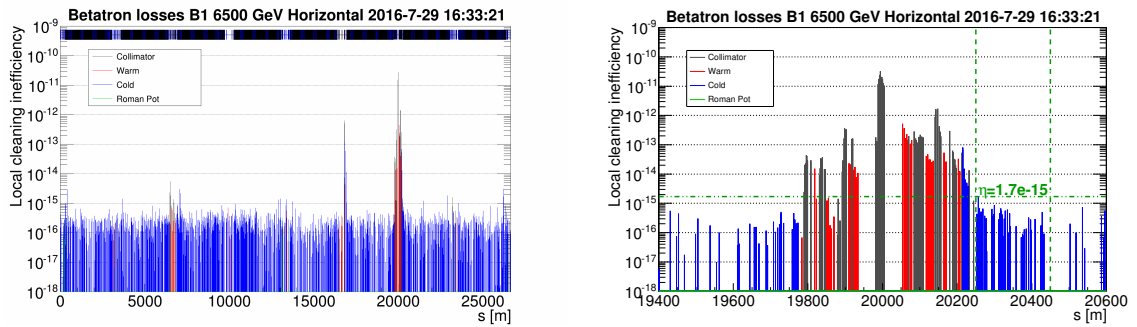 Betatron losses B1 6500 GeV Horizontal 2016-7-29 16:33:21
Local cleaning inefficiency
10⁻⁹
10⁻¹⁰
10⁻¹¹
10⁻¹²
10⁻¹³
10⁻¹⁴
10⁻¹⁵
10⁻¹⁶
10⁻¹⁷
10⁻¹⁸
Collimator
Warm
Cold
Roman Pot
0 5000 10000 15000 20000 25000
s [m]
Betatron losses B1 6500 GeV Horizontal 2016-7-29 16:33:21
Local cleaning inefficiency
10⁻⁹
10⁻¹⁰
10⁻¹¹
10⁻¹²
10⁻¹³
10⁻¹⁴
10⁻¹⁵
10⁻¹⁶
10⁻¹⁷
10⁻¹⁸
Collimator
Warm
Cold
Roman Pot
η=1.7e-15
19400 19600 19800 20000 20200 20400 20600
s [m]